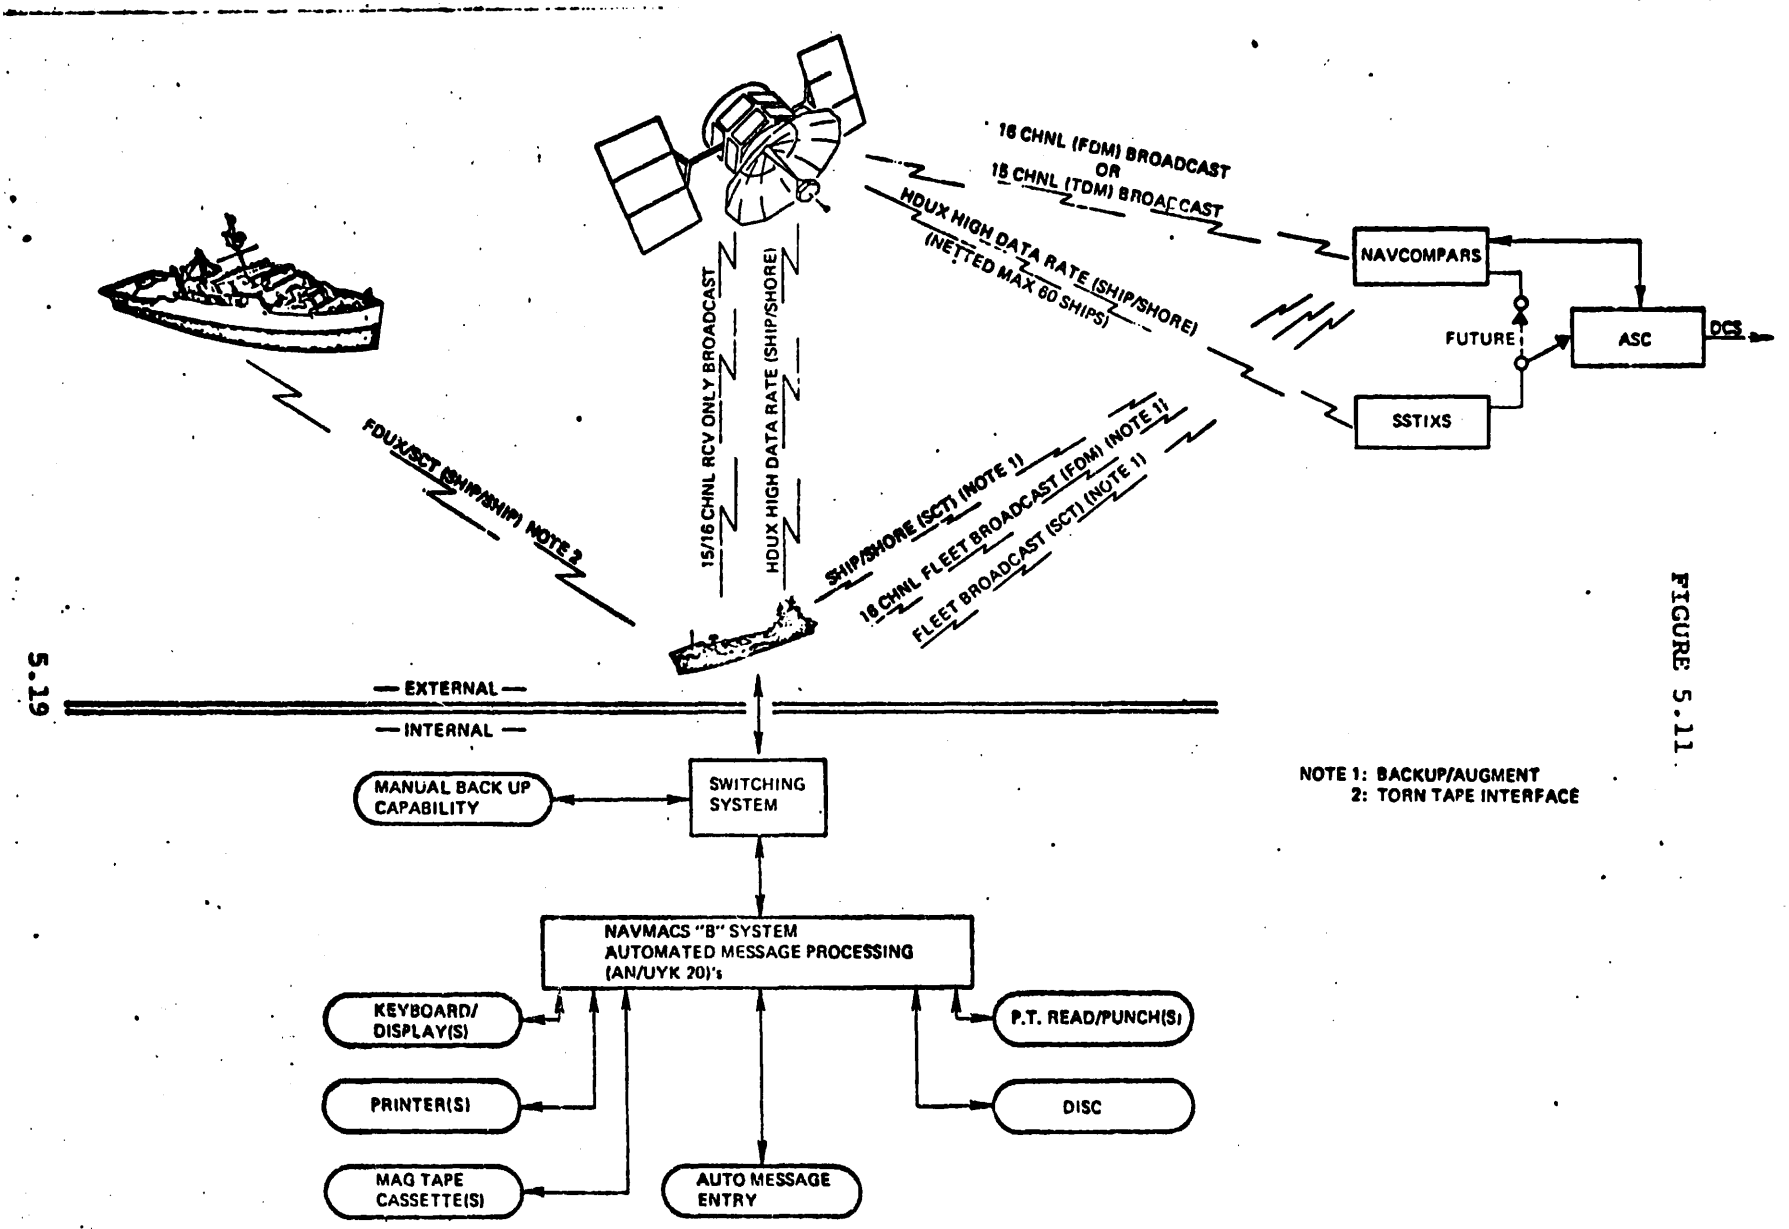 16 CHNL (FDM) BROADCAST
OR
15 CHNL (TDM) BROADCAST
HDUX HIGH DATA RATE (SHIP/SHORE)
(NETTED MAX 60 SHIPS)
NAVCOMPARS
FUTURE
ASC
DCS
SSTIXS
15/16 CHNL RCV ONLY BROADCAST
HDUX HIGH DATA RATE (SHIP/SHORE)
FDUX/SCT (SHIP/SHIP) NOTE 2
SHIP/SHORE (SCT) (NOTE 1)
16 CHNL FLEET BROADCAST (FDM) (NOTE 1)
FLEET BROADCAST (SCT) (NOTE 1)
— EXTERNAL —
— INTERNAL —
MANUAL BACK UP
CAPABILITY
SWITCHING
SYSTEM
NOTE 1: BACKUP/AUGMENT
2: TORN TAPE INTERFACE
NAVMACS "B" SYSTEM
AUTOMATED MESSAGE PROCESSING
(AN/UYK 20)'s
KEYBOARD/
DISPLAY(S)
P.T. READ/PUNCH(S)
PRINTER(S)
DISC
MAG TAPE
CASSETTE(S)
AUTO MESSAGE
ENTRY
FIGURE 5.11
5.19